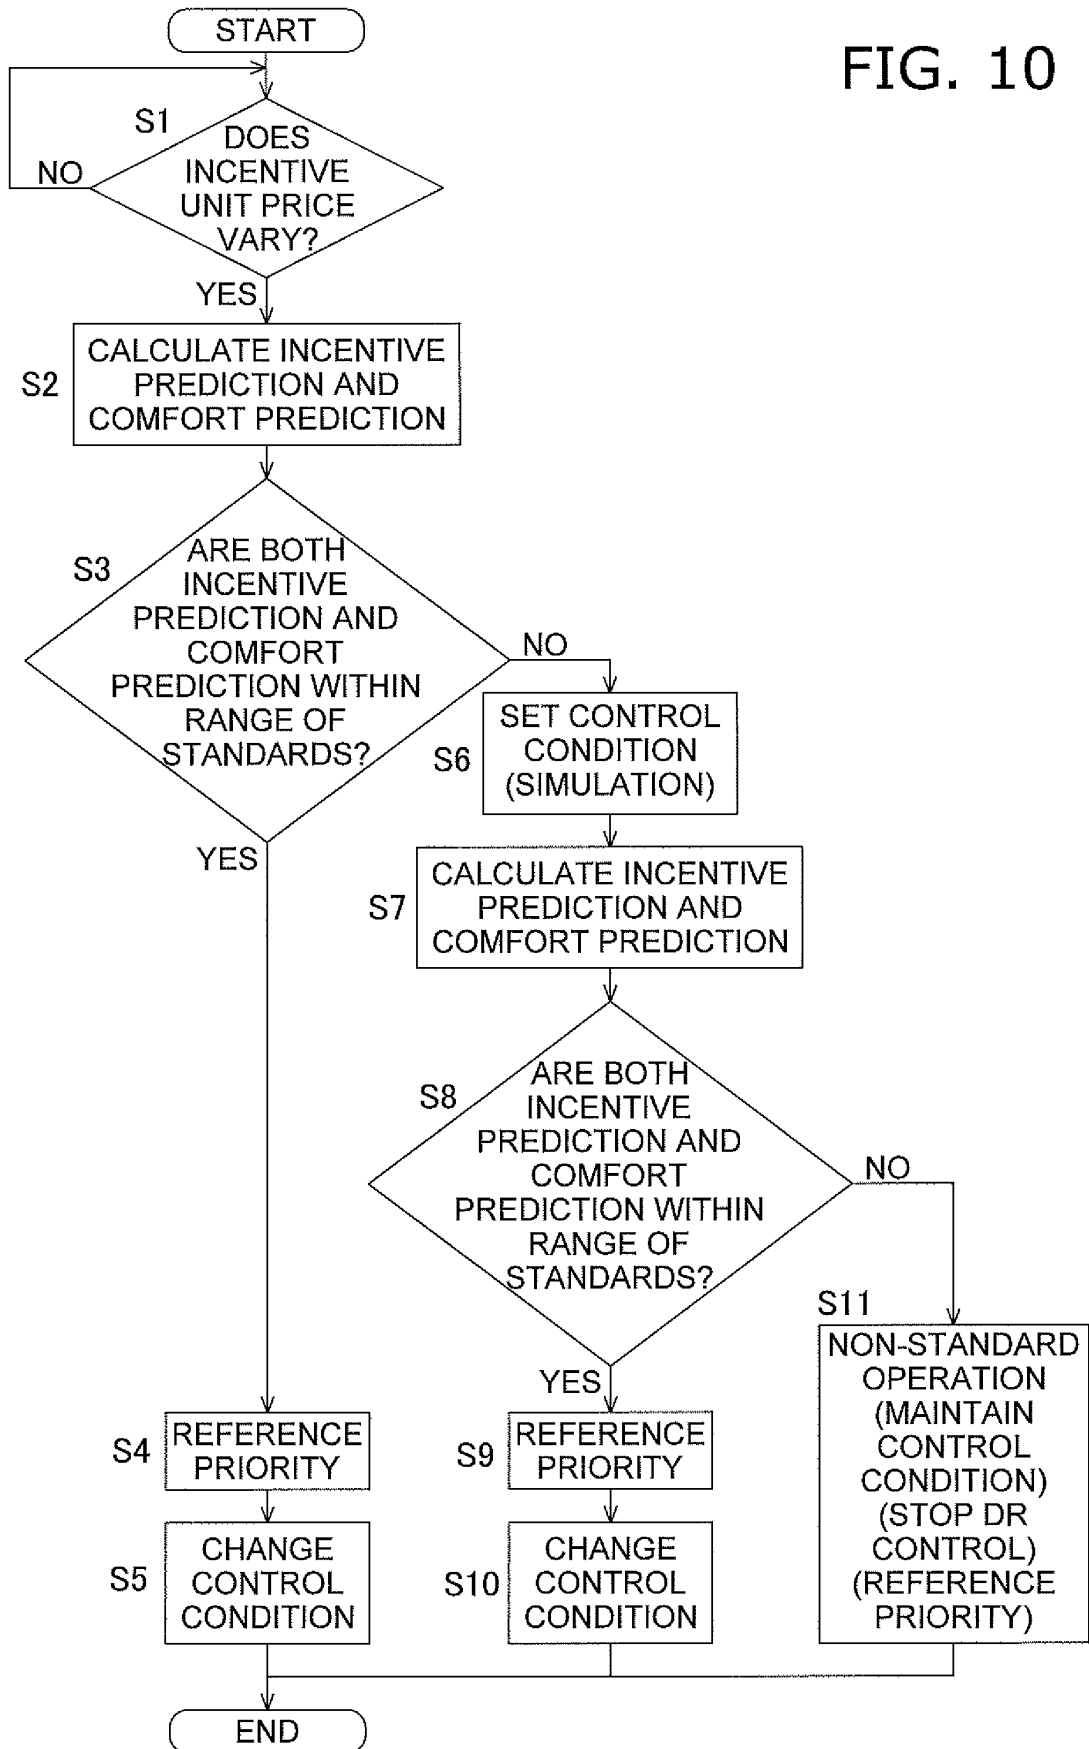 FIG. 10
START
S1
DOES
INCENTIVE
UNIT PRICE
VARY?
NO
YES
S2
CALCULATE INCENTIVE
PREDICTION AND
COMFORT PREDICTION
S3
ARE BOTH
INCENTIVE
PREDICTION AND
COMFORT
PREDICTION WITHIN
RANGE OF
STANDARDS?
NO
YES
S6
SET CONTROL
CONDITION
(SIMULATION)
S7
CALCULATE INCENTIVE
PREDICTION AND
COMFORT PREDICTION
S8
ARE BOTH
INCENTIVE
PREDICTION AND
COMFORT
PREDICTION WITHIN
RANGE OF
STANDARDS?
NO
YES
S4
REFERENCE
PRIORITY
S5
CHANGE
CONTROL
CONDITION
S9
REFERENCE
PRIORITY
S10
CHANGE
CONTROL
CONDITION
S11
NON-STANDARD
OPERATION
(MAINTAIN
CONTROL
CONDITION)
(STOP DR
CONTROL)
(REFERENCE
PRIORITY)
END